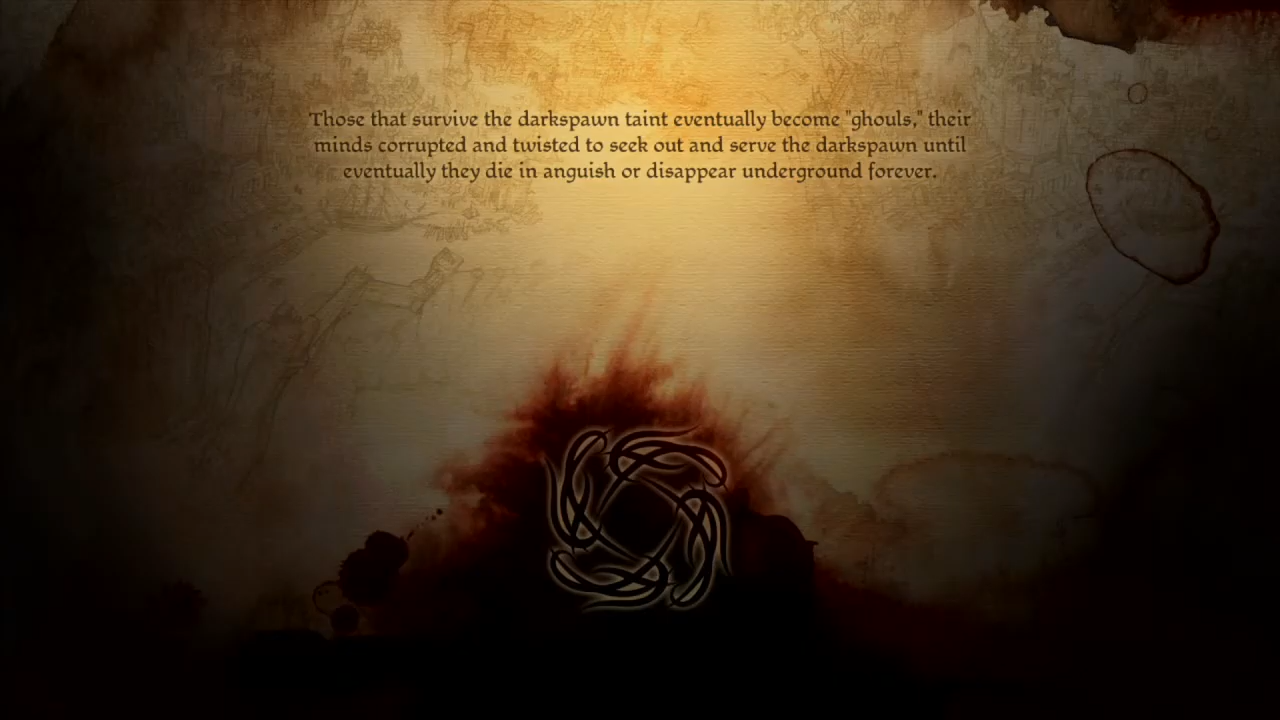 Those that survive the darkspawn taint eventually become "ghouls," their
minds corrupted and twisted to seek out and serve the darkspawn until
eventually they die in anguish or disappear underground forever.